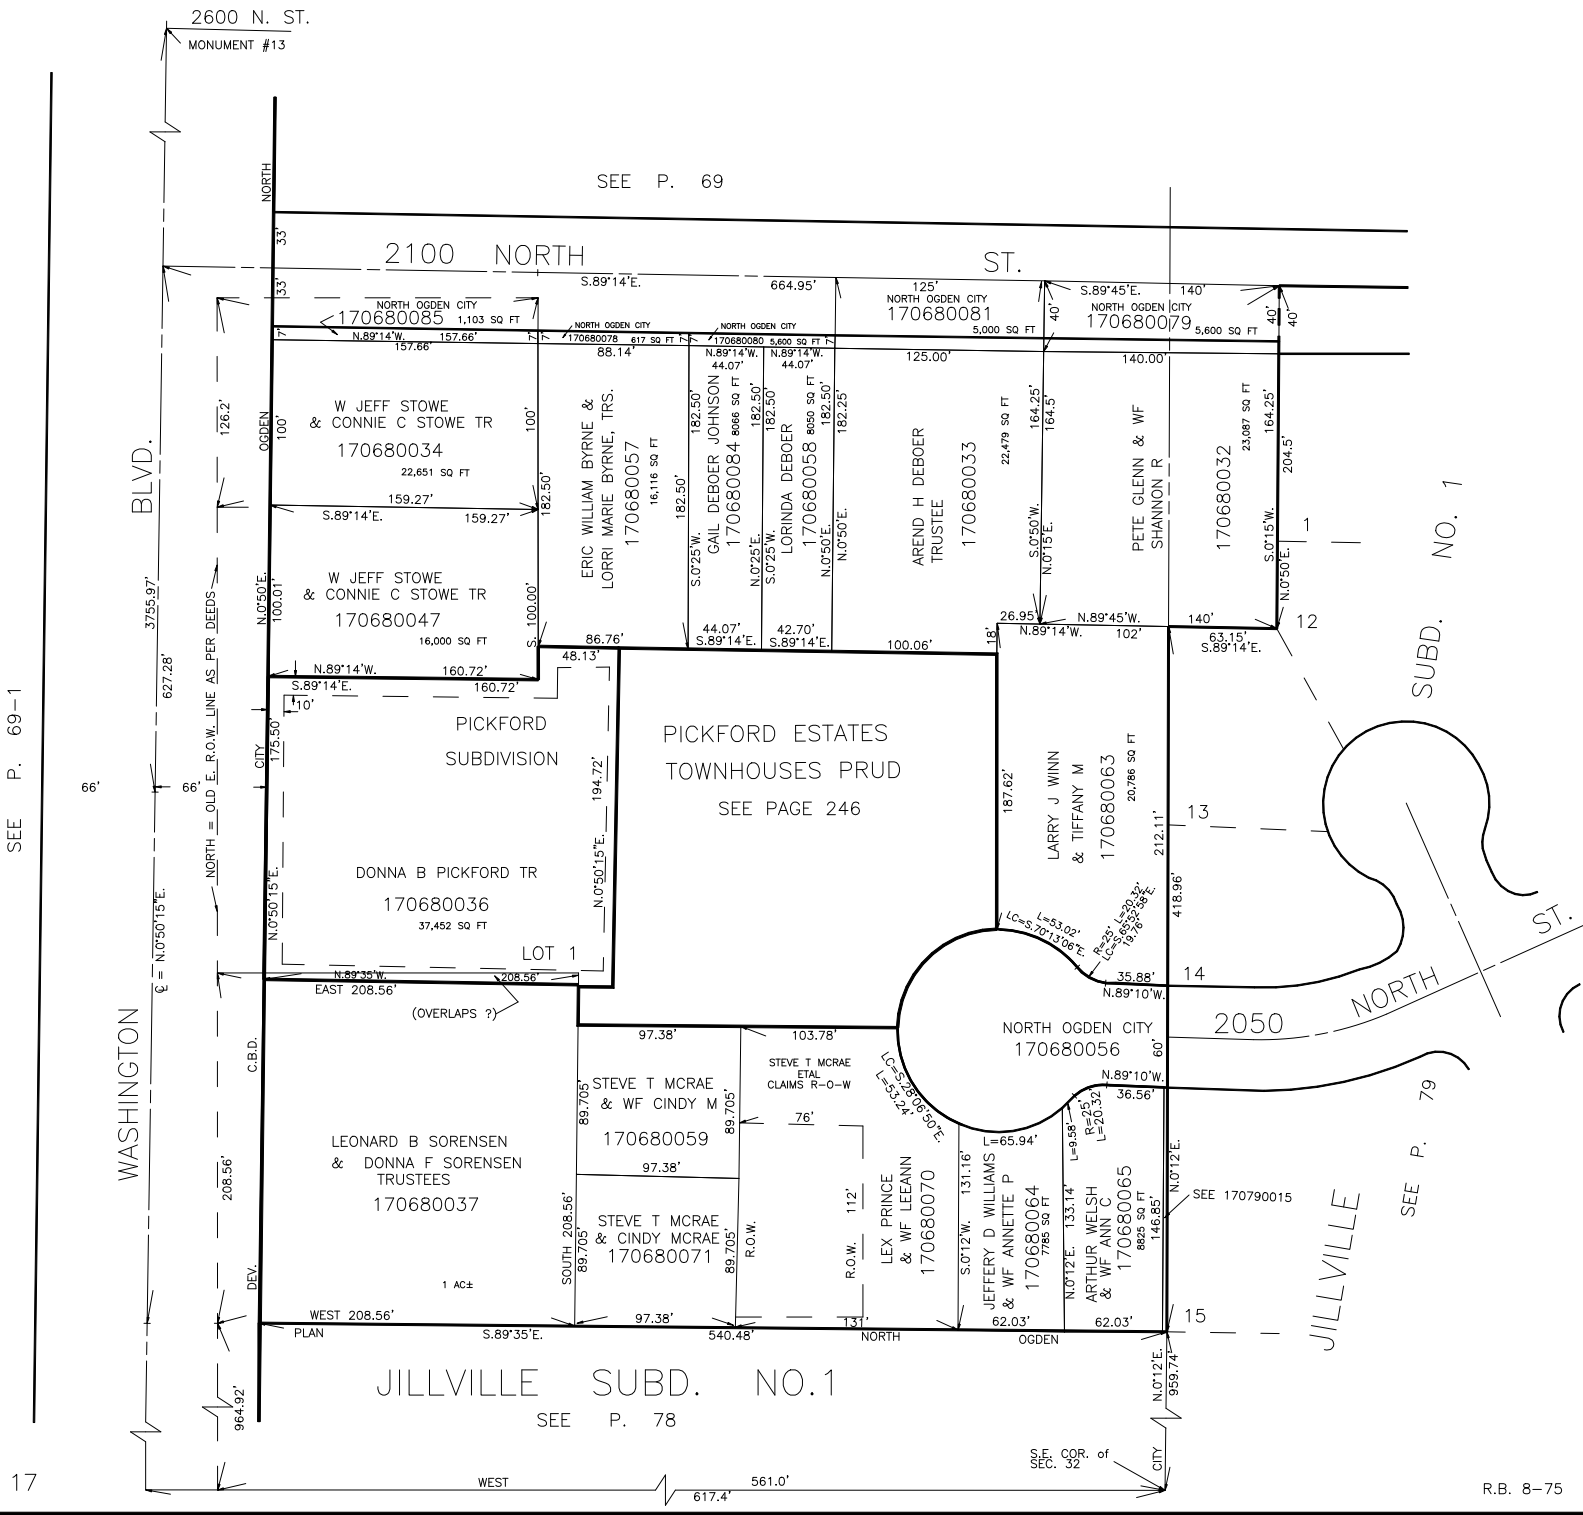 2600 N. ST.
MONUMENT #13
SEE P. 69
NORTH
33'
33'
2100 NORTH ST.
S.89°14'E. 664.95'
125'
S.89°45'E. 140'
NORTH OGDEN CITY
170680085 1,103 SQ FT
NORTH OGDEN CITY
170680078 617 SQ FT
NORTH OGDEN CITY
170680080 5,600 SQ FT
NORTH OGDEN CITY
170680081
5,000 SQ FT
NORTH OGDEN CITY
170680079 5,600 SQ FT
40'
40'
40'
7'
7'
7'
7'
7'
7'
N.89°14'W. 157.66'
157.66'
88.14'
N.89°14'W.
44.07'
N.89°14'W.
44.07'
125.00'
140.00'
126.2'
OGDEN
100'
W JEFF STOWE
& CONNIE C STOWE TR
170680034
22,651 SQ FT
100'
182.50'
159.27'
S.89°14'E. 159.27'
W JEFF STOWE
& CONNIE C STOWE TR
170680047
16,000 SQ FT
N.0°50'E.
100.01'
S. 100.00'
N.89°14'W. 160.72'
S.89°14'E. 160.72'
10'
ERIC WILLIAM BYRNE &
LORRI MARIE BYRNE, TRS.
170680057
16,116 SQ FT
182.50'
182.50'
S.0°25'W.
GAIL DEBOER JOHNSON
170680084 8066 SQ FT
N.0°25'E. 182.50'
S.0°25'W. 182.50'
LORINDA DEBOER
170680058 8050 SQ FT
N.0°50'E. 182.50'
N.0°50'E. 182.25'
AREND H DEBOER
TRUSTEE
170680033
22,479 SQ FT
S.0°50'W. 164.25'
N.0°15'E. 164.5'
PETE GLENN & WF
SHANNON R
170680032
23,087 SQ FT
S.0°15'W. 164.25'
N.0°50'E. 204.5'
1
12
86.76'
48.13'
44.07'
S.89°14'E.
42.70'
S.89°14'E.
100.06'
18'
26.95'
N.89°14'W.
N.89°45'W. 140'
102'
63.15'
S.89°14'E.
SUBD. NO. 1
BLVD.
3755.97'
627.28'
SEE P. 69-1
66'
66'
NORTH = OLD E. R.O.W. LINE AS PER DEEDS
CITY
175.50'
PICKFORD
SUBDIVISION
194.72'
N.0°50'15"E.
N.0°50'15"E.
DONNA B PICKFORD TR
170680036
37,452 SQ FT
LOT 1
PICKFORD ESTATES
TOWNHOUSES PRUD
SEE PAGE 246
187.62'
LARRY J WINN
& TIFFANY M
170680063
20,786 SQ FT
212.11'
418.96'
13
L=53.02'
LC=S.70°13'06"E.
R=25' L=20.32'
LC=S.65°52'58"E.
19.76'
35.88'
N.89°10'W.
14
℄ = N.0°50'15"E.
N.89°35'W. 208.56'
EAST 208.56'
(OVERLAPS ?)
97.38'
103.78'
NORTH OGDEN CITY
170680056
60'
2050 NORTH ST.
N.89°10'W.
36.56'
WASHINGTON
C.B.D.
STEVE T MCRAE
ETAL
CLAIMS R-O-W
STEVE T MCRAE
& WF CINDY M
170680059
89.705'
89.705'
97.38'
STEVE T MCRAE
& CINDY MCRAE
170680071
89.705'
89.705'
SOUTH 208.56'
LEONARD B SORENSEN
& DONNA F SORENSEN
TRUSTEES
170680037
1 AC±
208.56'
DEV.
76'
R.O.W.
R.O.W. 112'
LC=S.28°06'50"E.
L=53.24'
L=65.94'
L=9.58'
R=25'
L=20.32
LEX PRINCE
& WF LEEANN
170680070
S.0°12'W. 131.16'
JEFFERY D WILLIAMS
& WF ANNETTE P
170680064
7785 SQ FT
N.0°12'E. 133.14'
ARTHUR WELSH
& WF ANN C
170680065
8825 SQ FT
146.85'
N.0°12'E.
SEE 170790015
SEE P. 79
JILLVILLE
15
WEST 208.56'
97.38'
131'
62.03'
62.03'
PLAN S.89°35'E. 540.48' NORTH OGDEN
JILLVILLE SUBD. NO.1
SEE P. 78
964.92'
N.0°12'E.
959.74'
CITY
S.E. COR. of
SEC. 32
WEST 561.0'
617.4'
17
R.B. 8-75